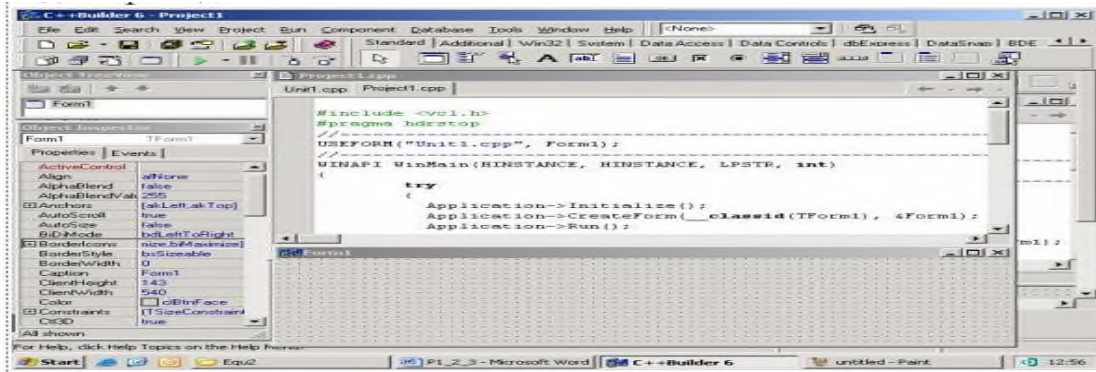 C++Builder 6 - Project1
File Edit Search View Project Run Component Database Tools Window Help <None>
Standard Additional Win32 System Data Access Data Controls dbExpress DataSnap BDE
Object TreeView
Form1
Object Inspector
Form1 TForm1
Properties Events
ActiveControl
Align alNone
AlphaBlend false
AlphaBlendVal 255
Anchors [akLeft,akTop]
AutoScroll true
AutoSize false
BiDiMode bdLeftToRight
BorderIcons nize,biMaximize]
BorderStyle bsSizeable
BorderWidth 0
Caption Form1
ClientHeight 143
ClientWidth 540
Color clBtnFace
Constraints (TSizeConstraint
Ctl3D true
All shown
Project1.cpp
Unit1.cpp Project1.cpp
#include <vcl.h>
#pragma hdrstop
//
USEFORM("Unit1.cpp", Form1);
//
WINAPI WinMain(HINSTANCE, HINSTANCE, LPSTR, int)
{
try
{
Application->Initialize();
Application->CreateForm(__classid(TForm1), &Form1);
Application->Run();
m1);
Form1
For Help, click Help Topics on the Help Menu.
Start Equ2 P1_2_3 - Microsoft Word C++Builder 6 untitled - Paint 12:56